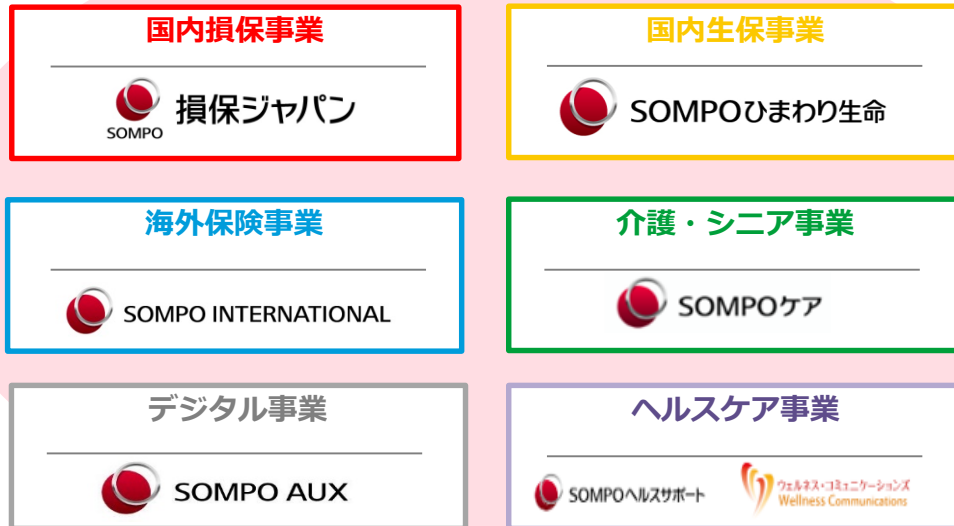 国内損保事業
SOMPO 損保ジャパン
国内生保事業
SOMPOひまわり生命
海外保険事業
SOMPO INTERNATIONAL
介護・シニア事業
SOMPOケア
デジタル事業
SOMPO AUX
ヘルスケア事業
SOMPOヘルスサポート
ウェルネス・コミュニケーションズ
Wellness Communications